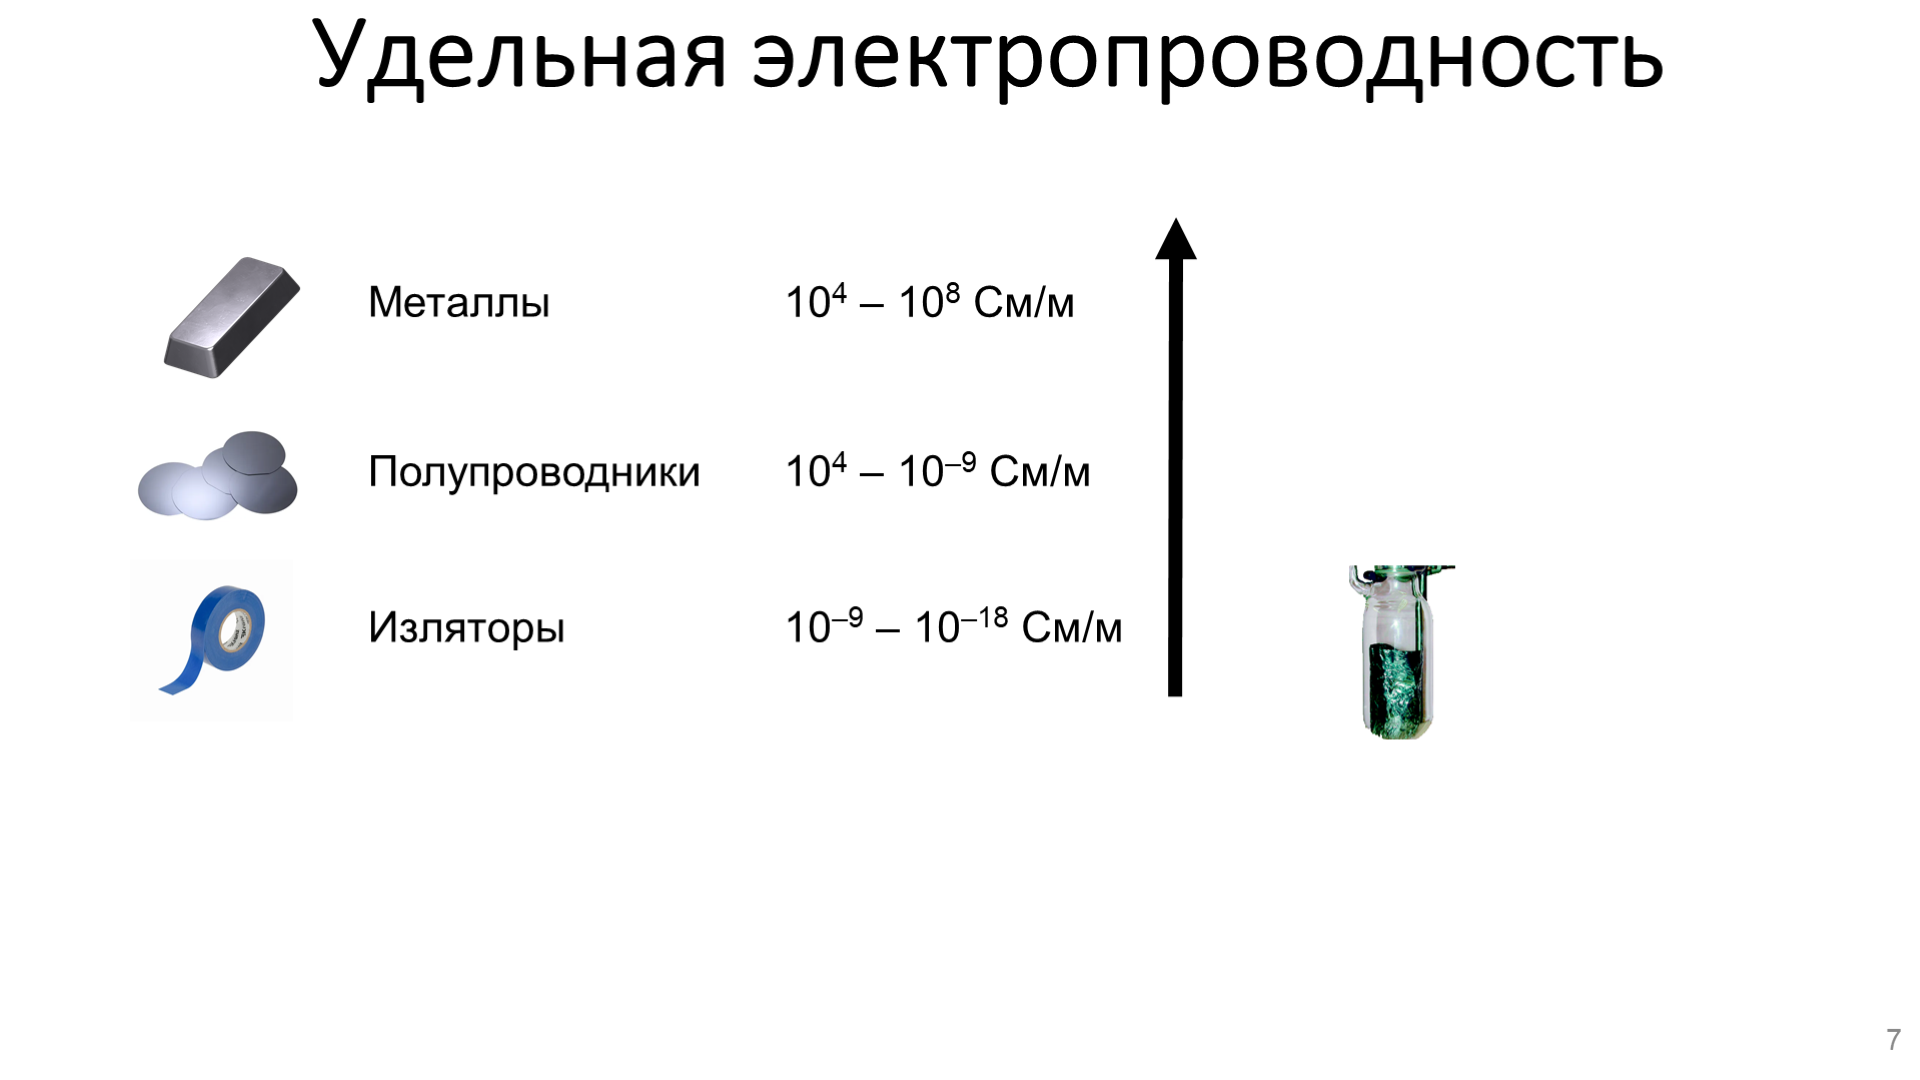 Удельная электропроводность
Металлы 10⁴ – 10⁸ См/м
Полупроводники 10⁴ – 10⁻⁹ См/м
Изляторы 10⁻⁹ – 10⁻¹⁸ См/м
7